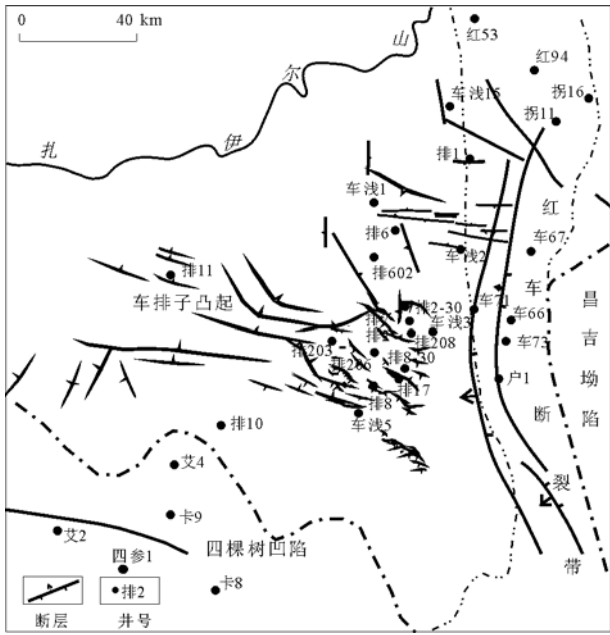 0 40 km
红53
山
红94
尔
车浅15
拐16
拐11
伊
扎
排1
车浅1
红
排6
车浅2
车67
排602
排11
车
车排子凸起
排2-30
车71
昌吉坳陷
车66
车浅3
排208
车73
排203
排206
排8-30
户1
排17
排8
断
车浅5
排10
艾4
裂
卡9
艾2
四棵树凹陷
四参1
带
卡8
排2
断层
井号